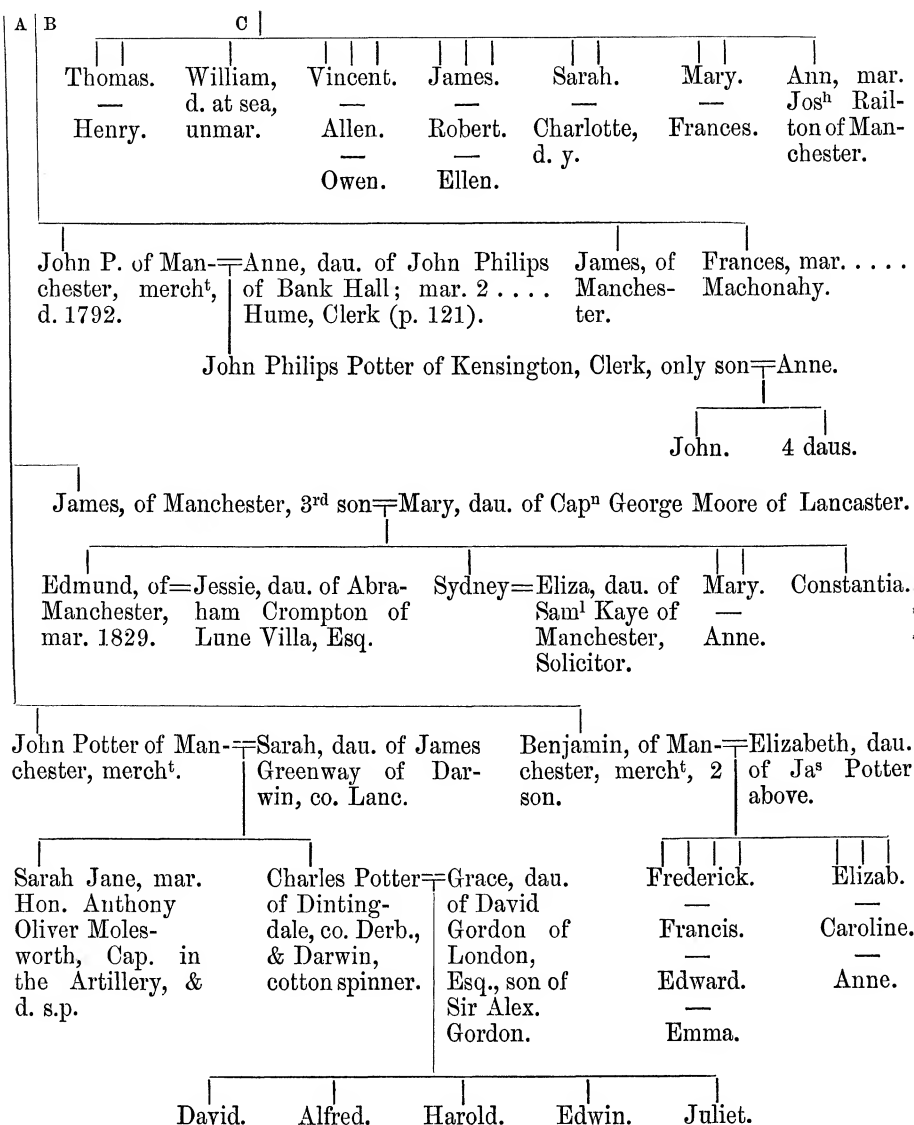 A B C
Thomas. William, Vincent. James. Sarah. Mary. Ann, mar.
— d. at sea, — — — — Josʰ Rail-
Henry. unmar. Allen. Robert. Charlotte, Frances. ton of Man-
— — d. y. chester.
Owen. Ellen.
John P. of Man- Anne, dau. of John Philips James, of Frances, mar. . . . . .
chester, merchᵗ, of Bank Hall; mar. 2 . . . . Manches- Machonahy.
d. 1792. Hume, Clerk (p. 121). ter.
John Philips Potter of Kensington, Clerk, only son = Anne.
John. 4 daus.
James, of Manchester, 3ʳᵈ son = Mary, dau. of Capⁿ George Moore of Lancaster.
Edmund, of = Jessie, dau. of Abra- Sydney = Eliza, dau. of Mary. Constantia.
Manchester, ham Crompton of Samˡ Kaye of —
mar. 1829. Lune Villa, Esq. Manchester, Anne.
Solicitor.
John Potter of Man- = Sarah, dau. of James Benjamin, of Man- = Elizabeth, dau.
chester, merchᵗ. Greenway of Dar- chester, merchᵗ, 2 of Jaˢ Potter
win, co. Lanc. son. above.
Sarah Jane, mar. Charles Potter = Grace, dau. Frederick. Elizab.
Hon. Anthony of Dinting- of David — —
Oliver Moles- dale, co. Derb., Gordon of Francis. Caroline.
worth, Cap. in & Darwin, London, — —
the Artillery, & cotton spinner. Esq., son of Edward. Anne.
d. s.p. Sir Alex. —
Gordon. Emma.
David. Alfred. Harold. Edwin. Juliet.